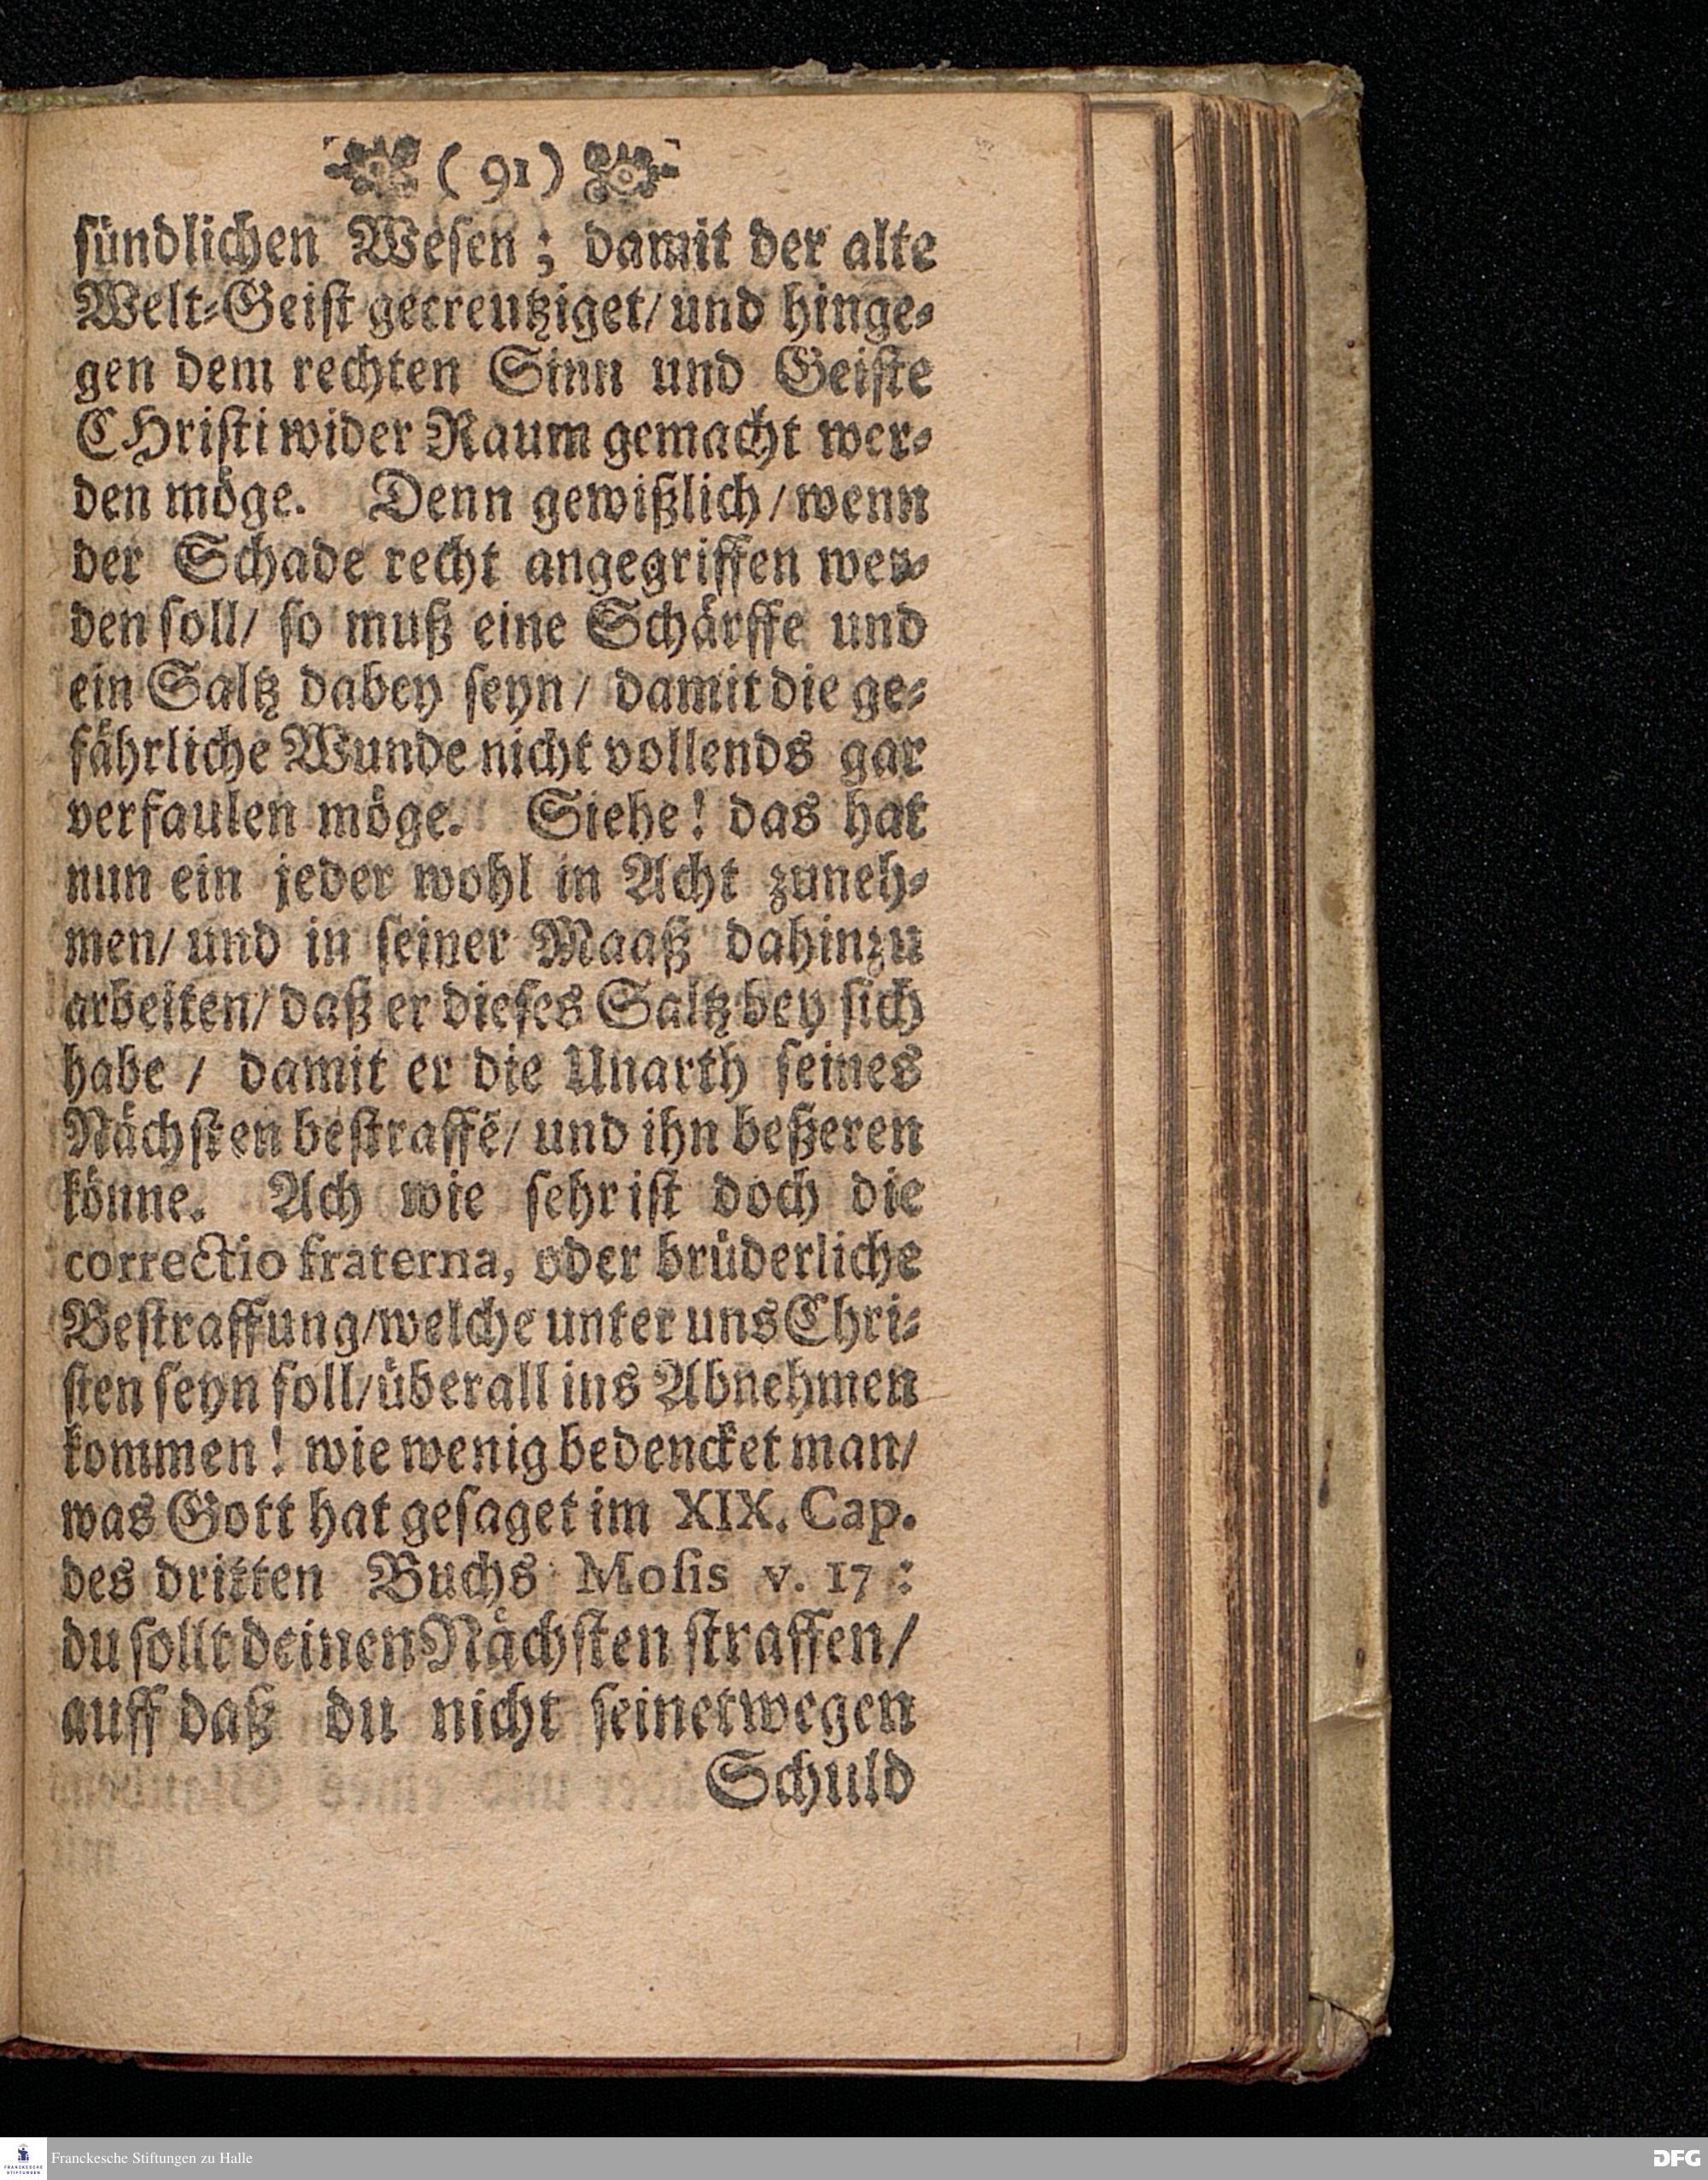 ( 91 )
sündlichen Wesen; damit der alte
Welt-Geist gecreutziget/ und hinge-
gen dem rechten Sinn und Geiste
CHristi wider Raum gemacht wer-
den möge. Denn gewißlich / wenn
der Schade recht angegriffen wer-
den soll/ so muß eine Schärffe und
ein Saltz dabey seyn/ damit die ge-
fährliche Wunde nicht vollends gar
verfaulen möge. Siehe! das hat
nun ein jeder wohl in Acht zuneh-
men/ und in seiner Maaß dahinzu
arbeiten/ daß er dieses Saltz bey sich
habe / damit er die Unarth seines
Nächsten bestraffē/ und ihn beßeren
könne. Ach wie sehr ist doch die
correctio fraterna, oder brüderliche
Bestraffung/welche unter uns Chri-
sten seyn soll/überall ins Abnehmen
kommen! wie wenig bedencket man/
was Gott hat gesaget im XIX. Cap.
des dritten Buchs Mosis v. 17 :
du sollt deinen Nächsten straffen/
auff daß du nicht seinetwegen
Schuld
Franckesche Stiftungen zu Halle
DFG